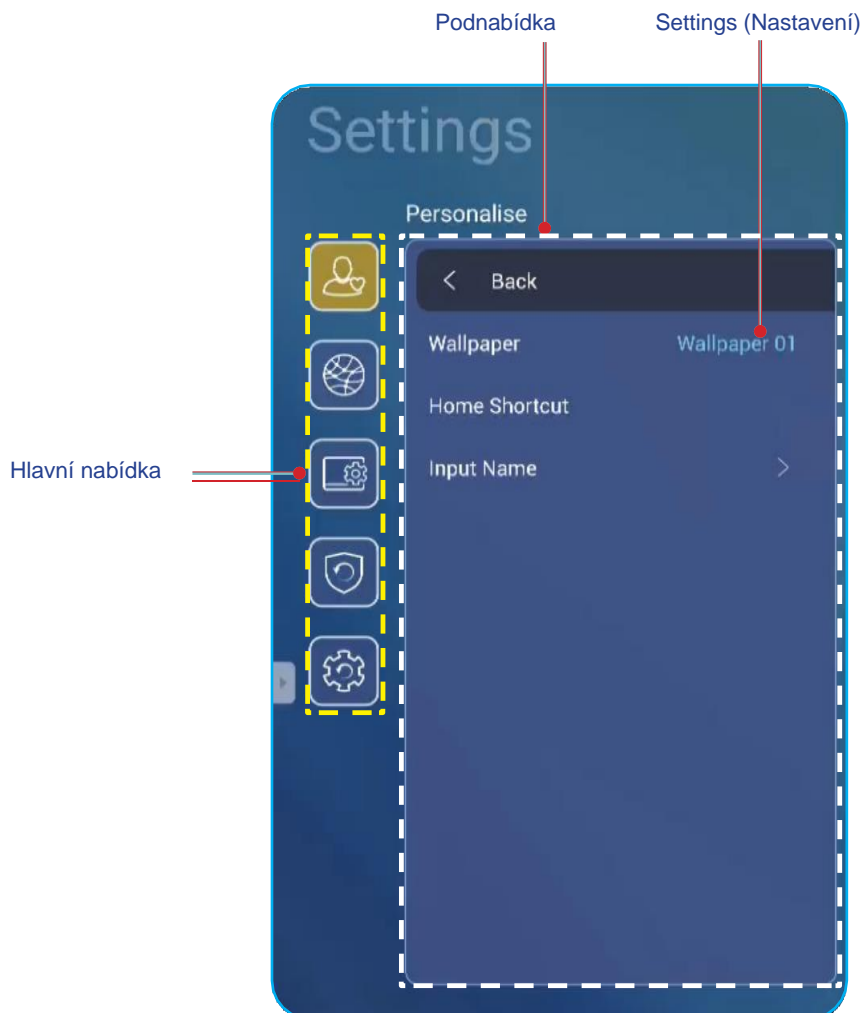 Podnabídka Settings (Nastavení)
Settings
Personalise
Back
Wallpaper Wallpaper 01
Home Shortcut
Hlavní nabídka
Input Name